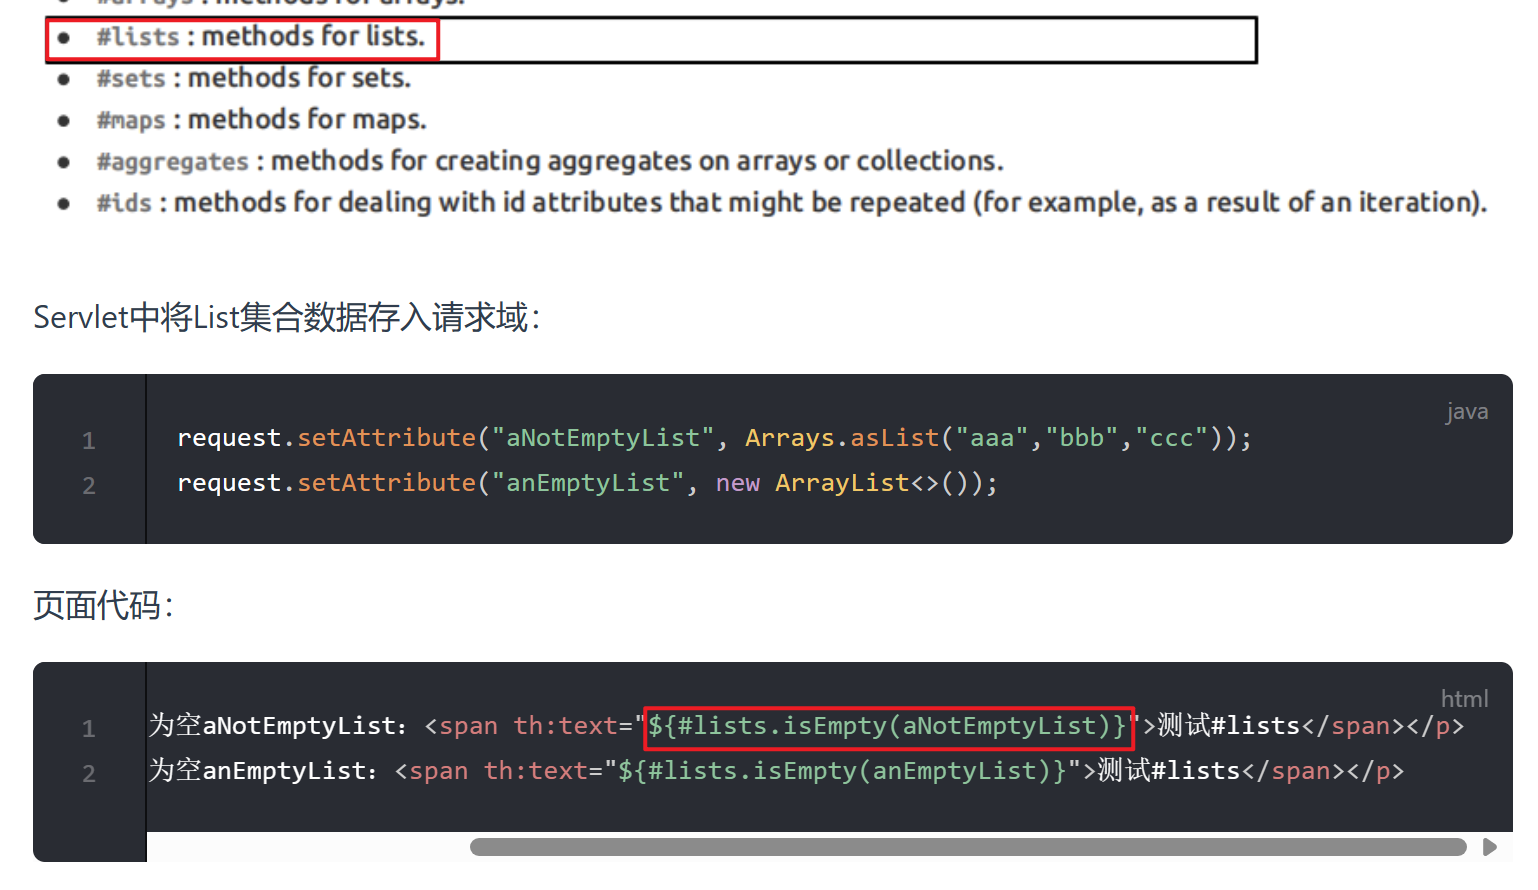 #arrays : methods for arrays.
#lists : methods for lists.
#sets : methods for sets.
#maps : methods for maps.
#aggregates : methods for creating aggregates on arrays or collections.
#ids : methods for dealing with id attributes that might be repeated (for example, as a result of an iteration).
Servlet中将List集合数据存入请求域：
java
1 request.setAttribute("aNotEmptyList", Arrays.asList("aaa","bbb","ccc"));
2 request.setAttribute("anEmptyList", new ArrayList<>());
页面代码：
html
1 为空aNotEmptyList：<span th:text="${#lists.isEmpty(aNotEmptyList)}">测试#lists</span></p>
2 为空anEmptyList：<span th:text="${#lists.isEmpty(anEmptyList)}">测试#lists</span></p>